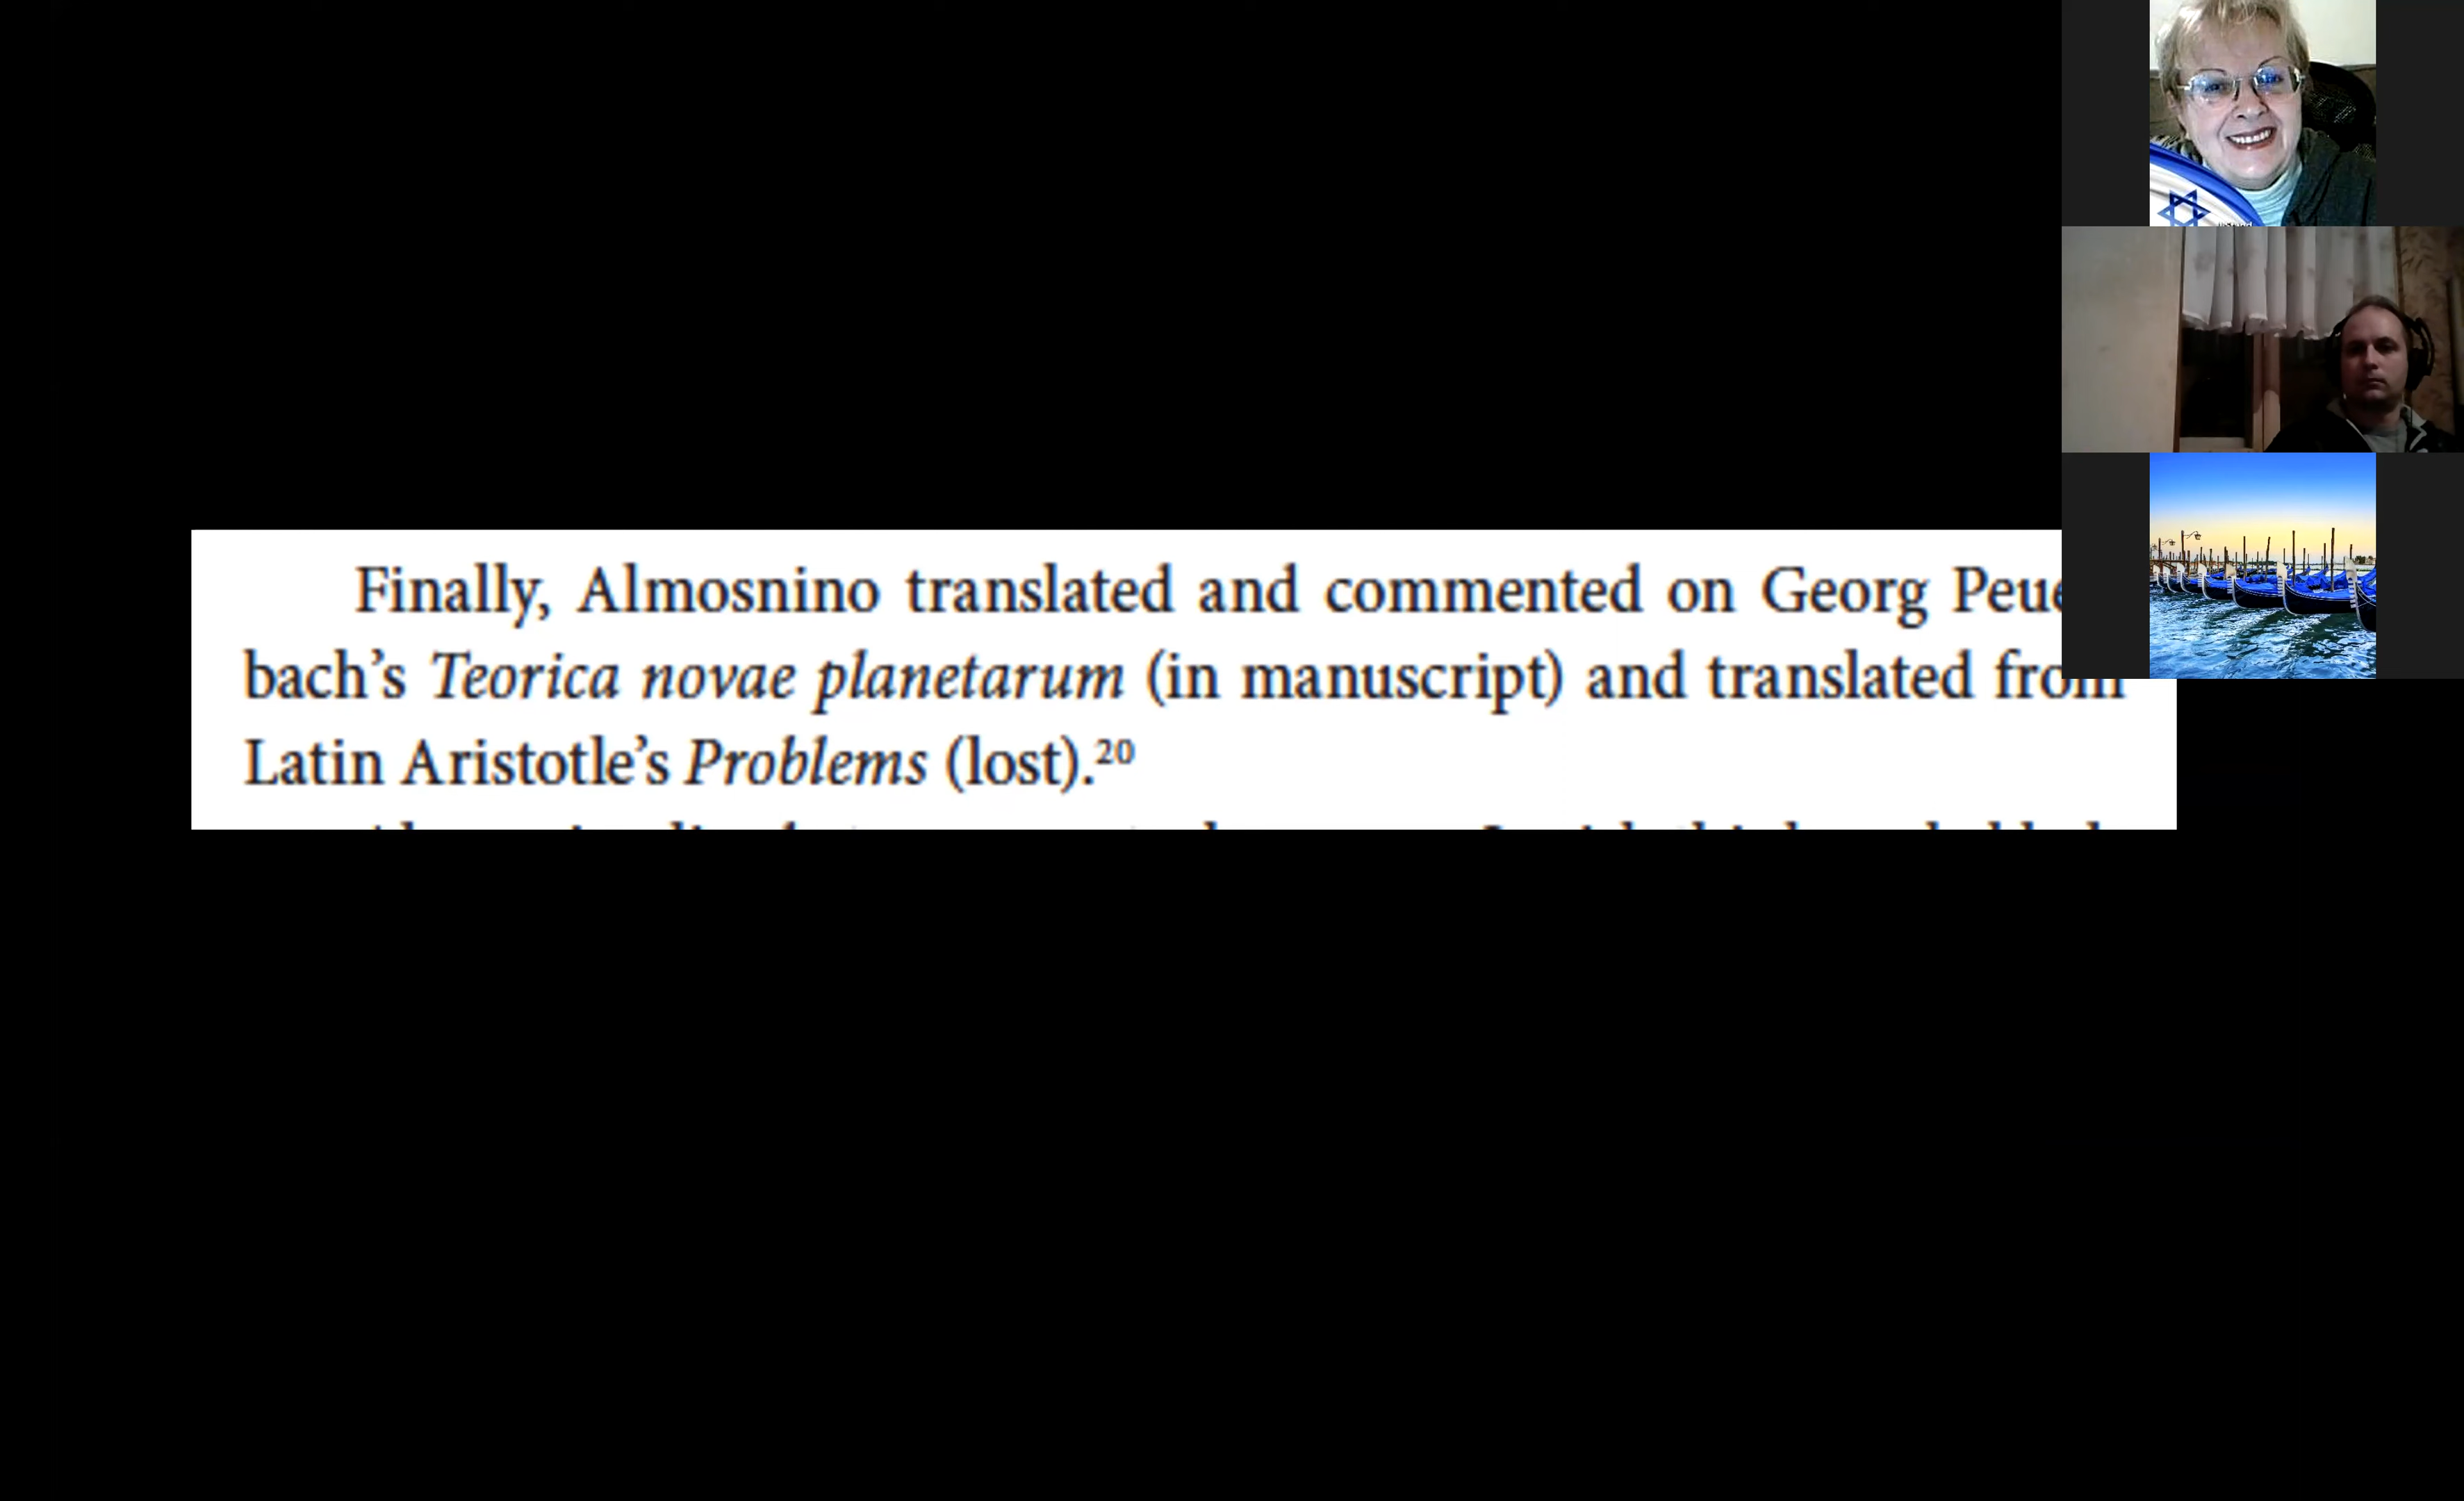 Finally, Almosnino translated and commented on Georg Peue
bach’s Teorica novae planetarum (in manuscript) and translated from
Latin Aristotle’s Problems (lost).²⁰